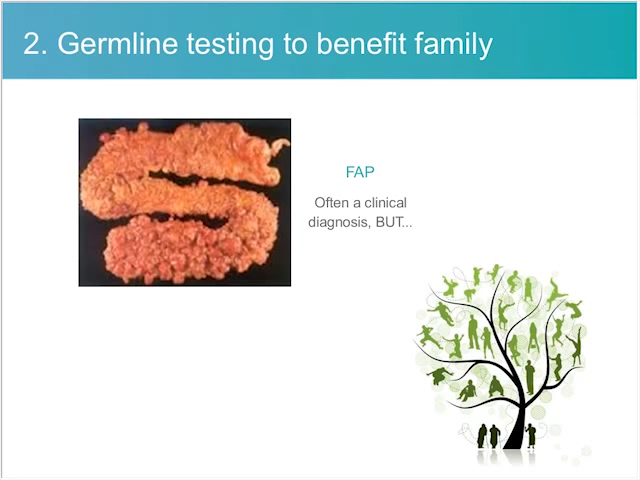 2. Germline testing to benefit family
FAP
Often a clinical
diagnosis, BUT...